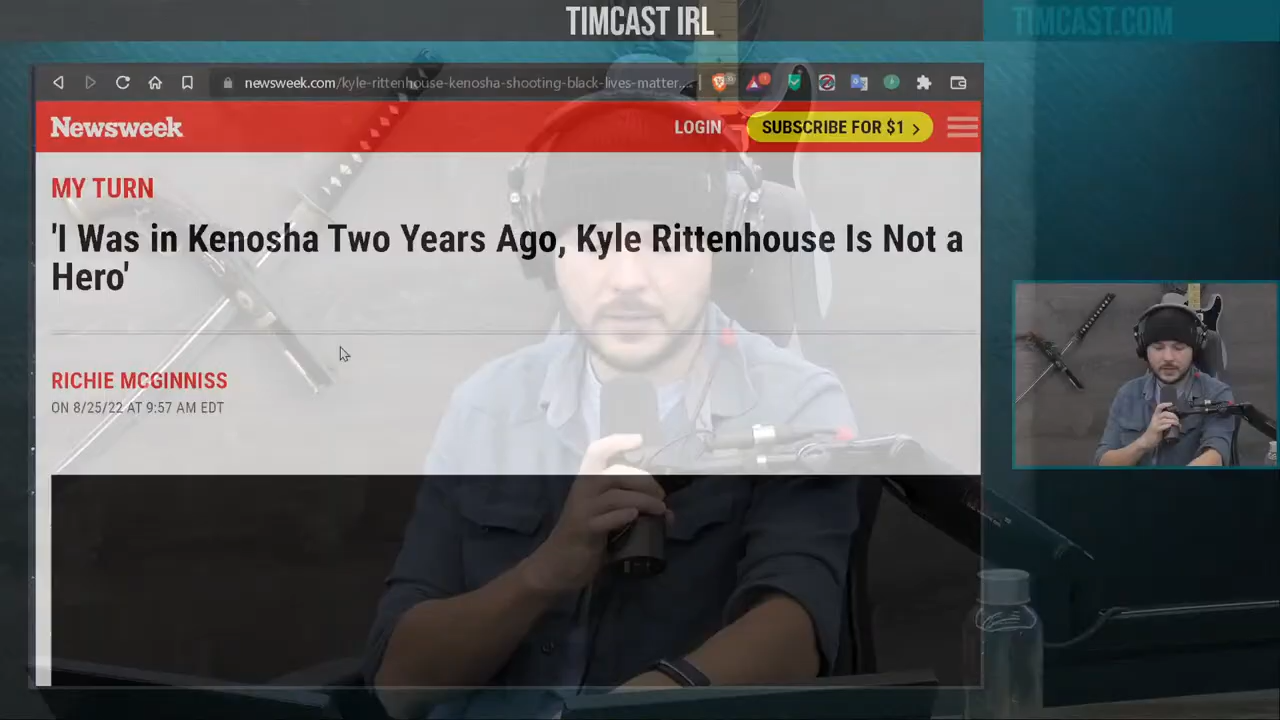 TIMCAST IRL
TIMCAST.COM
newsweek.com/kyle-rittenhouse-kenosha-shooting-black-lives-matter....
Newsweek
LOGIN
SUBSCRIBE FOR $1 >
MY TURN
'I Was in Kenosha Two Years Ago, Kyle Rittenhouse Is Not a
Hero'
RICHIE MCGINNISS
ON 8/25/22 AT 9:57 AM EDT